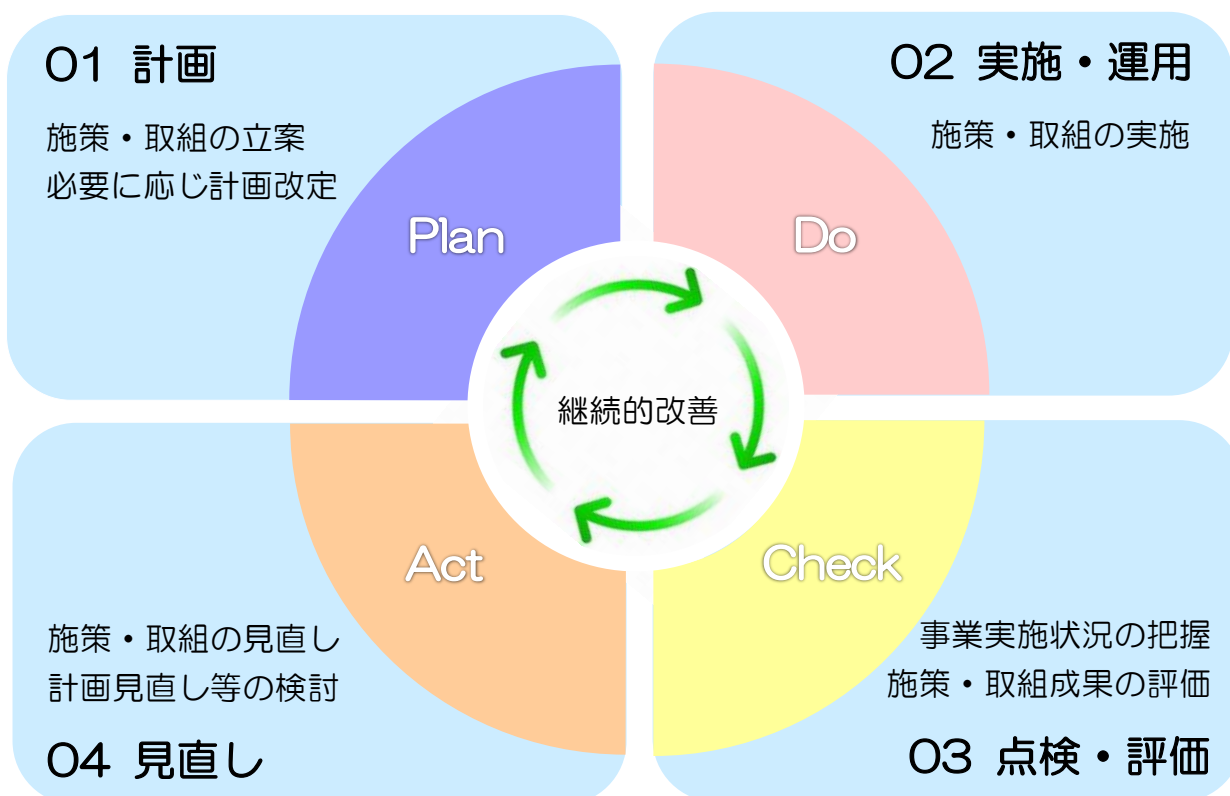 01 計画
施策・取組の立案
必要に応じ計画改定
Plan
02 実施・運用
施策・取組の実施
Do
継続的改善
Check
事業実施状況の把握
施策・取組成果の評価
03 点検・評価
Act
施策・取組の見直し
計画見直し等の検討
04 見直し